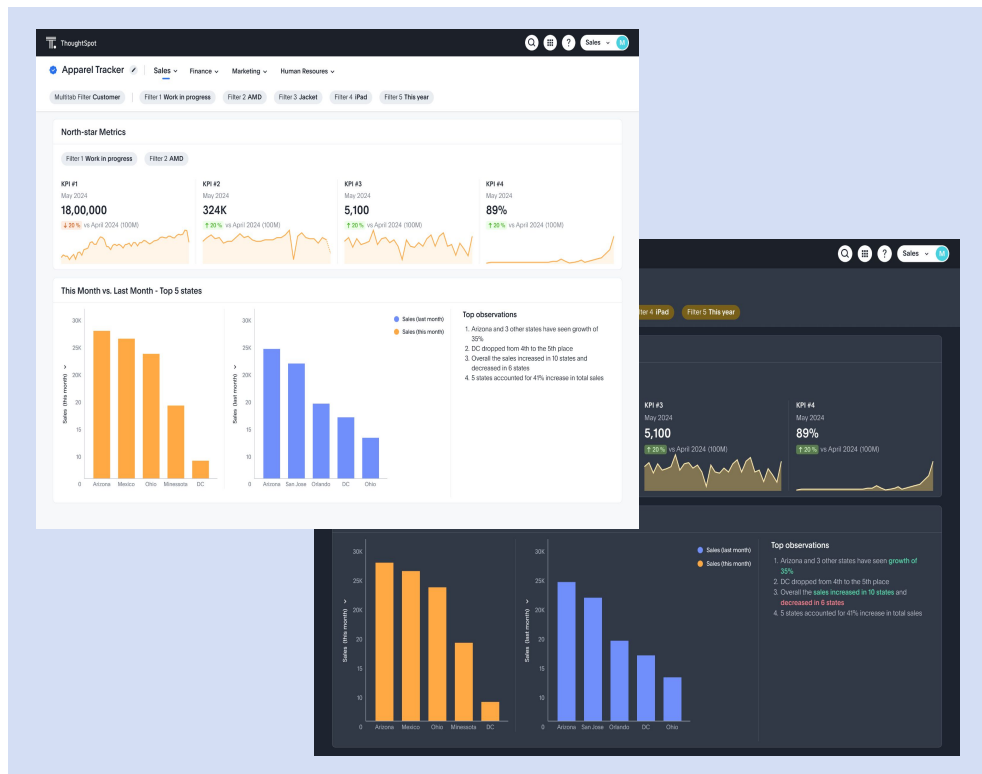 ThoughtSpot
? Sales M
Apparel Tracker Sales Finance Marketing Human Resoures
Multitab Filter Customer Filter 1 Work in progress Filter 2 AMD Filter 3 Jacket Filter 4 iPad Filter 5 This year
North-star Metrics
Filter 1 Work in progress Filter 2 AMD
KPI #1
May 2024
18,00,000
↓ 20 % vs April 2024 (100M)
KPI #2
May 2024
324K
↑ 20 % vs April 2024 (100M)
KPI #3
May 2024
5,100
↑ 20 % vs April 2024 (100M)
KPI #4
May 2024
89%
↑ 20 % vs April 2024 (100M)
This Month vs. Last Month - Top 5 states
Sales (this month)
30K
25K
20K
20
15
10
0
Arizona Mexico Ohio Minesota DC
Sales (last month)
30K
25K
20K
20
15
10
0
Arizona San Jose Orlando DC Ohio
Sales (last month)
Sales (this month)
Top observations
1. Arizona and 3 other states have seen growth of
35%
2. DC dropped from 4th to the 5th place
3. Overall the sales increased in 10 states and
decreased in 6 states
4. 5 states accounted for 41% increase in total sales
? Sales M
lter 4 iPad Filter 5 This year
KPI #3
May 2024
5,100
↑ 20 % vs April 2024 (100M)
KPI #4
May 2024
89%
↑ 20 % vs April 2024 (100M)
Sales (this month)
30K
25K
20K
20
15
10
0
Arizona Mexico Ohio Minessota DC
Sales (last month)
30K
25K
20K
20
15
10
0
Arizona San Jose Orlando DC Ohio
Sales (last month)
Sales (this month)
Top observations
1. Arizona and 3 other states have seen growth of
35%
2. DC dropped from 4th to the 5th place
3. Overall the sales increased in 10 states and
decreased in 6 states
4. 5 states accounted for 41% increase in total sales